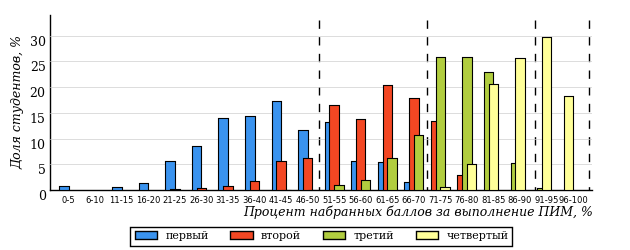 Доля студентов, %
30
25
20
15
10
5
0
0-5 6-10 11-15 16-20 21-25 26-30 31-35 36-40 41-45 46-50 51-55 56-60 61-65 66-70 71-75 76-80 81-85 86-90 91-95 96-100
Процент набранных баллов за выполнение ПИМ, %
первый второй третий четвертый